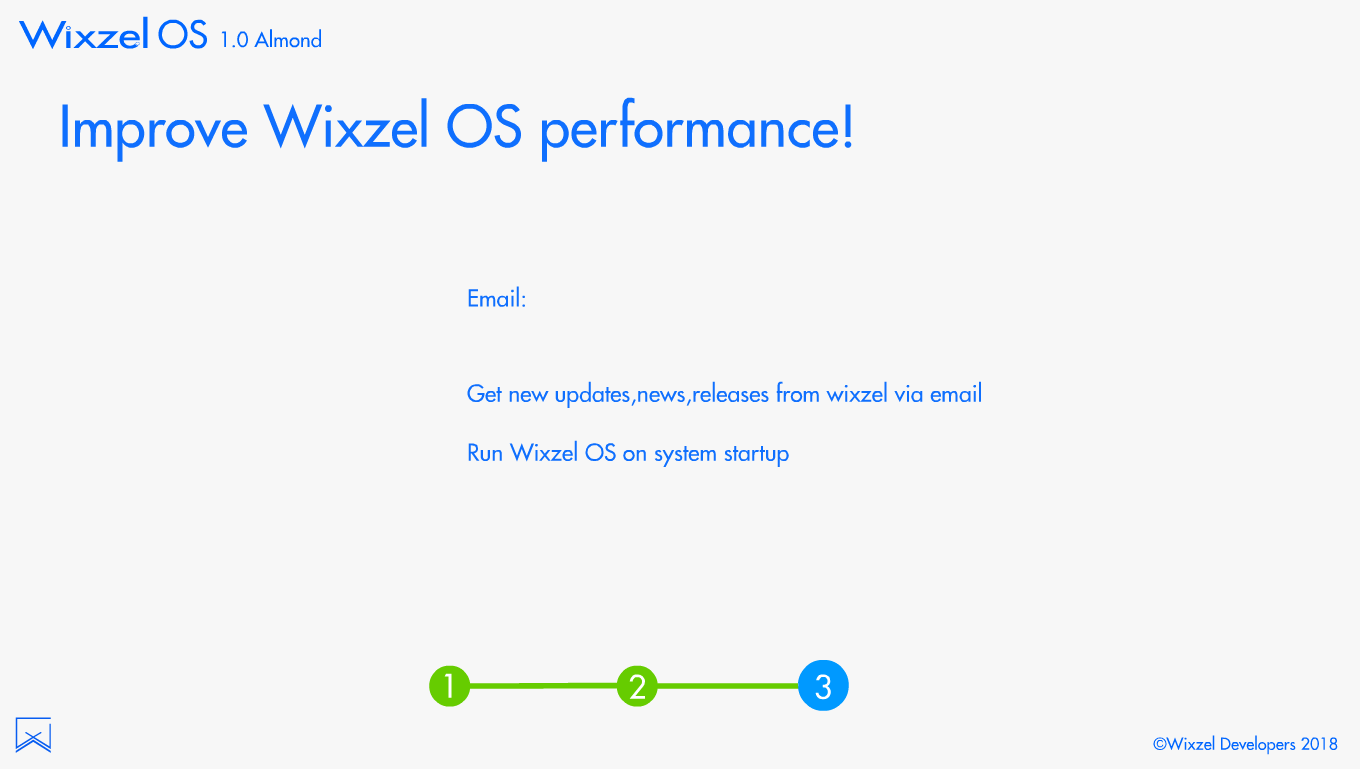 Wixzel OS 1.0 Almond
Improve Wixzel OS performance!
Email:
Get new updates,news,releases from wixzel via email
Run Wixzel OS on system startup
1 2 3
©Wixzel Developers 2018